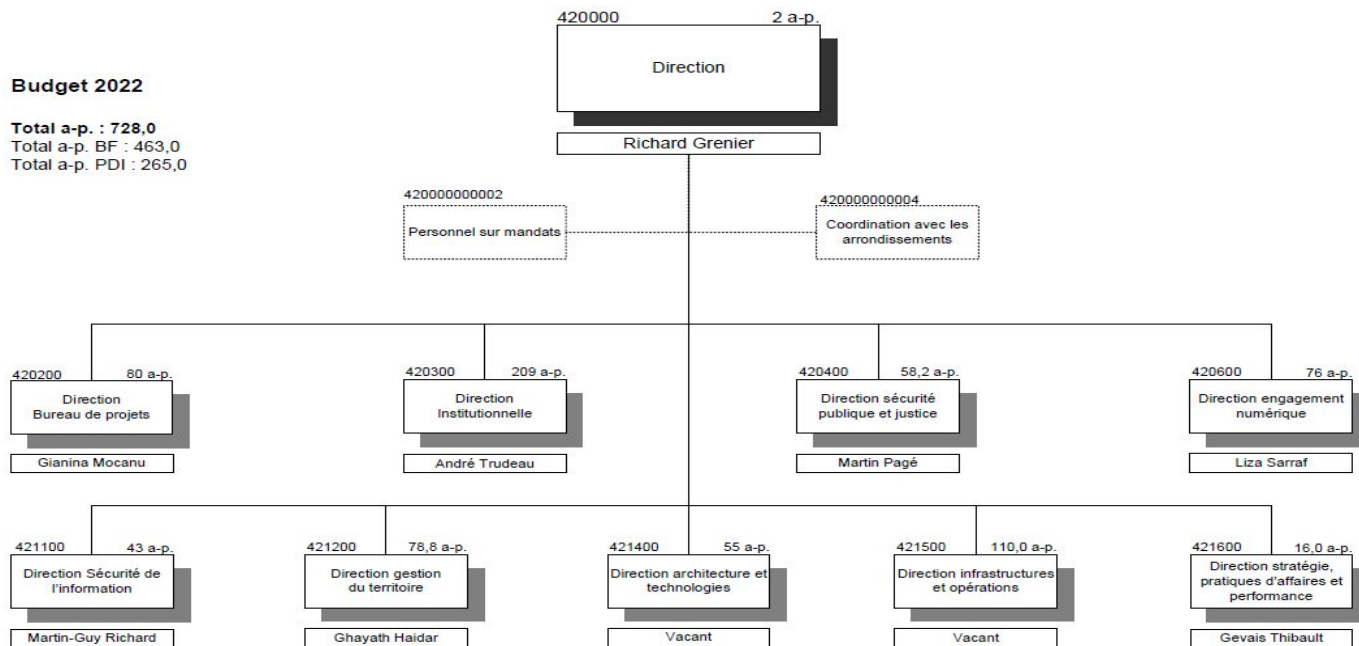 420000 2 a-p.
Direction
Richard Grenier
Budget 2022
Total a-p. : 728,0
Total a-p. BF : 463,0
Total a-p. PDI : 265,0
420000000002
Personnel sur mandats
420000000004
Coordination avec les
arrondissements
420200 80 a-p.
Direction
Bureau de projets
Gianina Mocanu
420300 209 a-p.
Direction
Institutionnelle
André Trudeau
420400 58,2 a-p.
Direction sécurité
publique et justice
Martin Pagé
420600 76 a-p.
Direction engagement
numérique
Liza Sarraf
421100 43 a-p.
Direction Sécurité de
l'information
Martin-Guy Richard
421200 78,8 a-p.
Direction gestion
du territoire
Ghayath Haidar
421400 55 a-p.
Direction architecture et
technologies
Vacant
421500 110,0 a-p.
Direction infrastructures
et opérations
Vacant
421600 16,0 a-p.
Direction stratégie,
pratiques d'affaires et
performance
Gevais Thibault